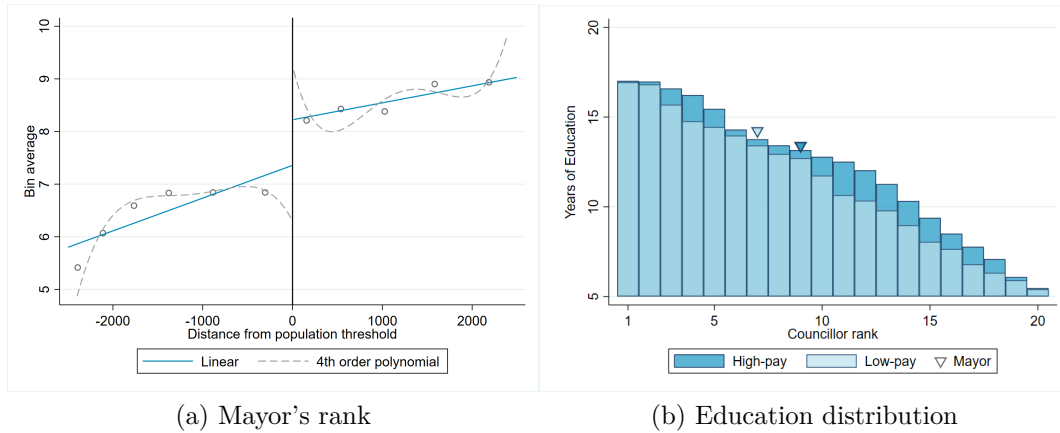 10
9
8
7
6
5
Bin average
-2000
-1000
0
1000
2000
Distance from population threshold
Linear
4th order polynomial
(a) Mayor's rank
20
15
10
5
Years of Education
1
5
10
15
20
Councillor rank
High-pay
Low-pay
Mayor
(b) Education distribution